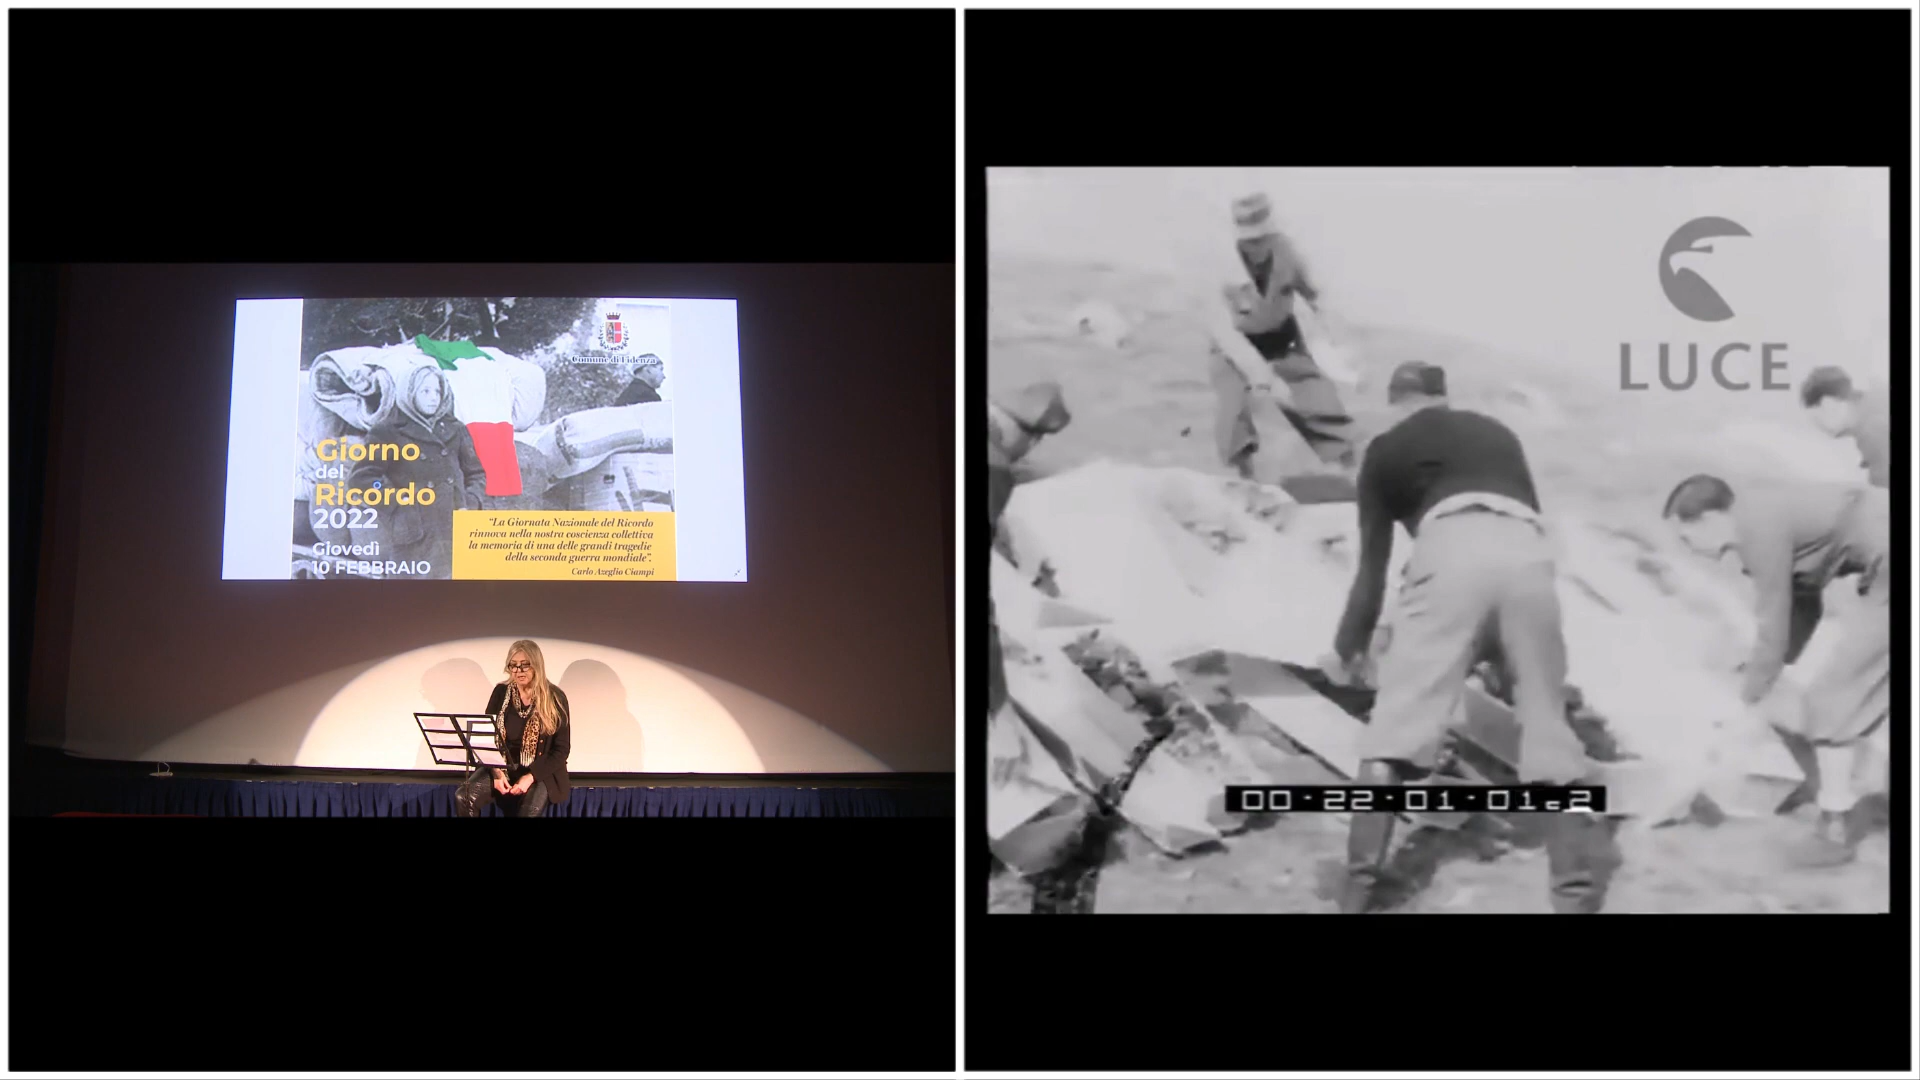 Comune di Fidenza
Giorno
del
Ricordo
2022
Giovedì
10 FEBBRAIO
"La Giornata Nazionale del Ricordo
rinnova nella nostra coscienza collettiva
la memoria di una delle grandi tragedie
della seconda guerra mondiale".
Carlo Azeglio Ciampi
LUCE
00·22·01·01c2